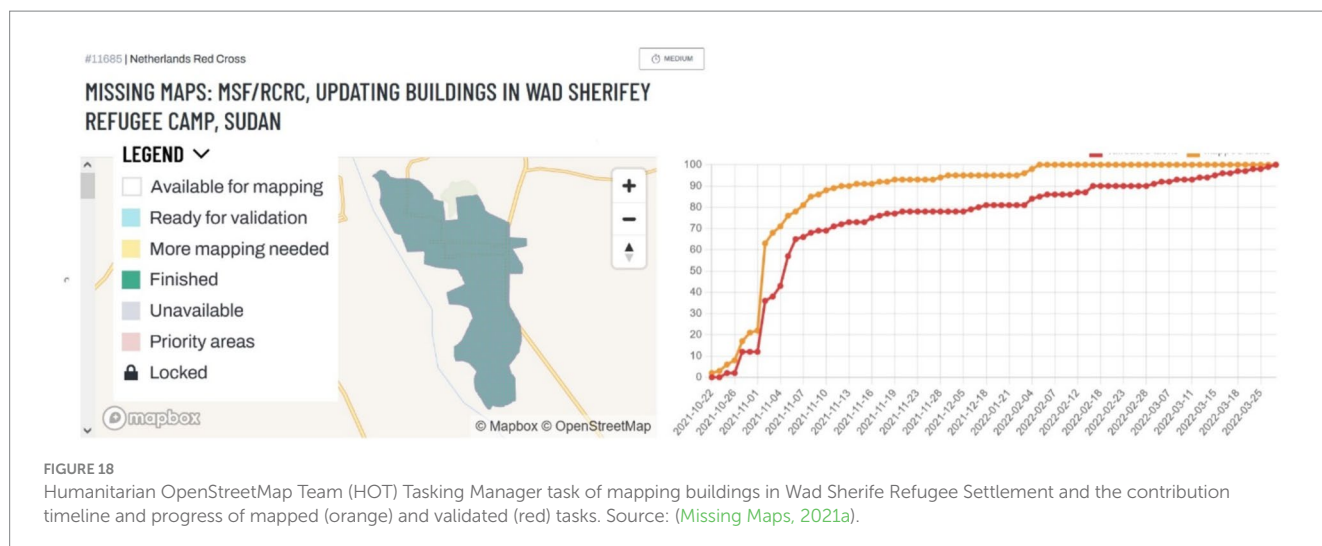 #11685 | Netherlands Red Cross
MEDIUM
MISSING MAPS: MSF/RCRC, UPDATING BUILDINGS IN WAD SHERIFEY
REFUGEE CAMP, SUDAN
LEGEND
Available for mapping
Ready for validation
More mapping needed
Finished
Unavailable
Priority areas
Locked
mapbox
+
−
© Mapbox © OpenStreetMap
100
90
80
70
60
50
40
30
20
10
0
2021-10-22
2021-10-26
2021-11-01
2021-11-04
2021-11-07
2021-11-10
2021-11-13
2021-11-16
2021-11-19
2021-11-23
2021-11-28
2021-12-05
2021-12-18
2022-01-21
2022-02-04
2022-02-07
2022-02-12
2022-02-18
2022-02-23
2022-02-28
2022-03-07
2022-03-11
2022-03-15
2022-03-18
2022-03-25
FIGURE 18
Humanitarian OpenStreetMap Team (HOT) Tasking Manager task of mapping buildings in Wad Sherife Refugee Settlement and the contribution
timeline and progress of mapped (orange) and validated (red) tasks. Source: (Missing Maps, 2021a).